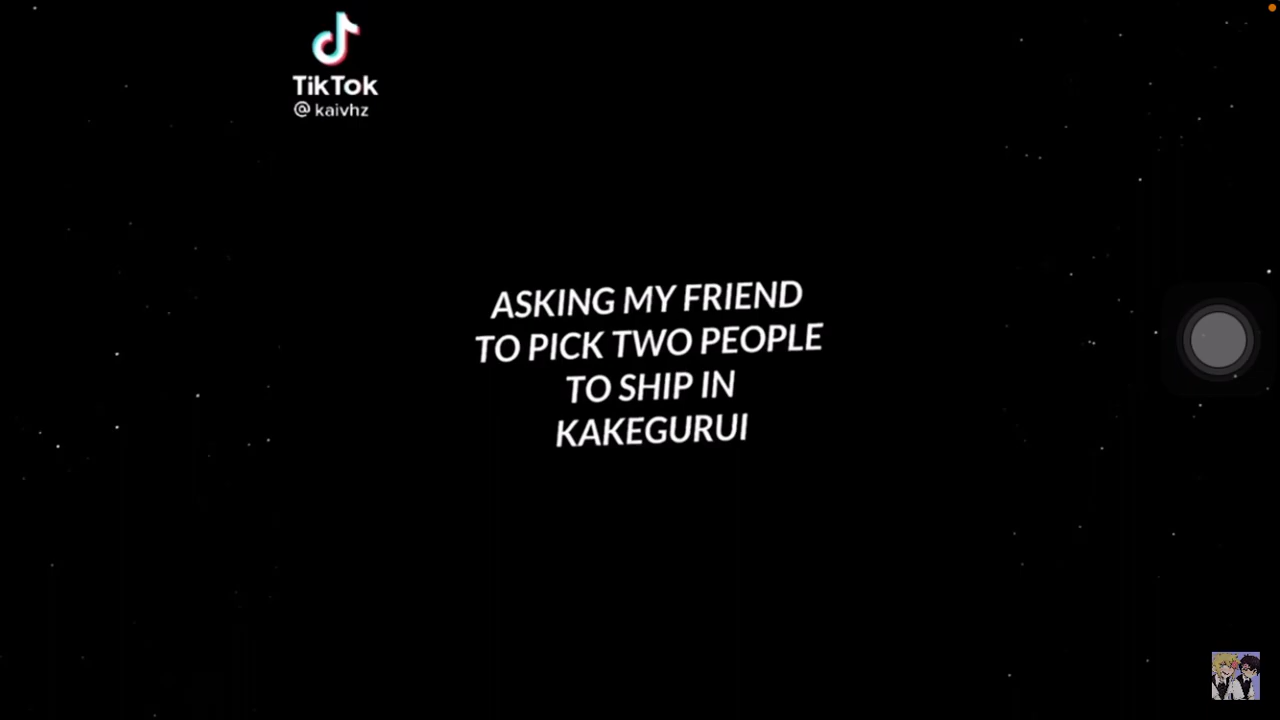 TikTok
@kaivhz
ASKING MY FRIEND
TO PICK TWO PEOPLE
TO SHIP IN
KAKEGURUI